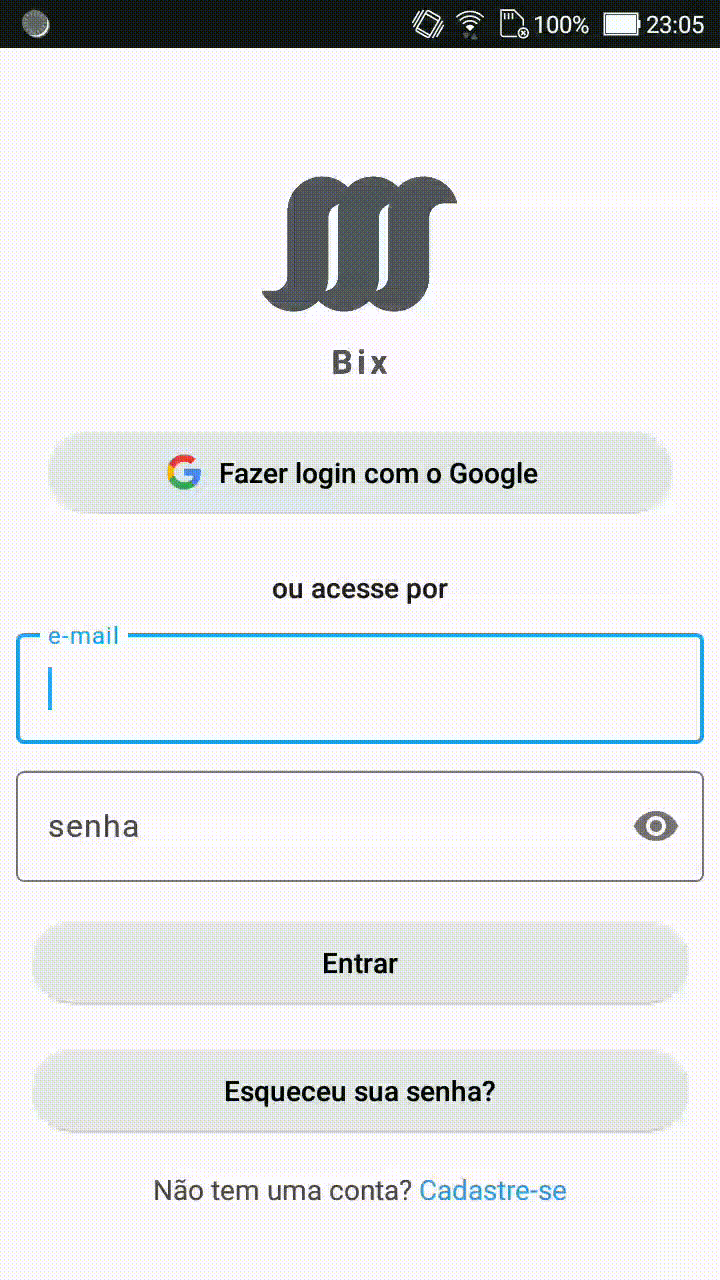 100% 23:05
Bix
Fazer login com o Google
ou acesse por
e-mail
senha
Entrar
Esqueceu sua senha?
Não tem uma conta? Cadastre-se